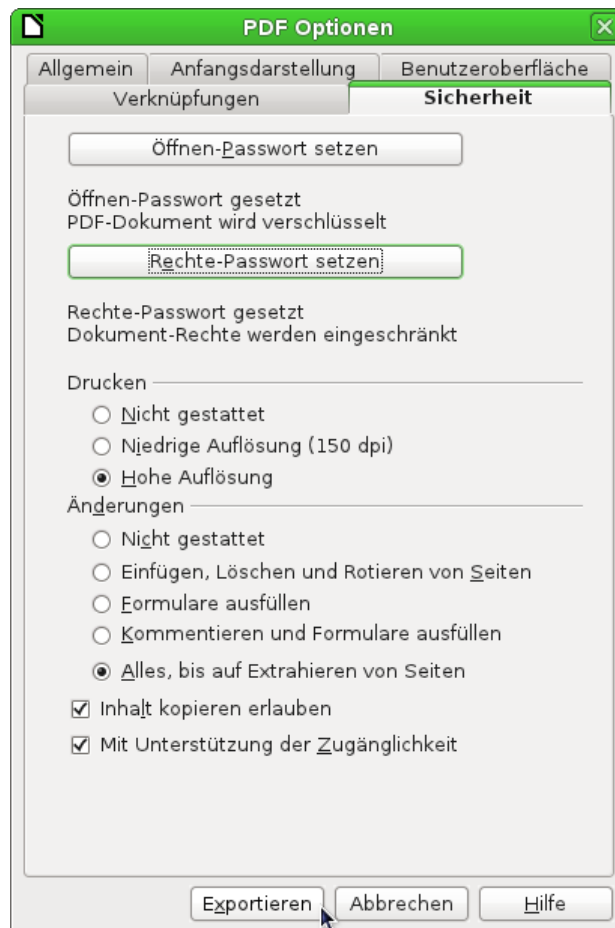 PDF Optionen
Allgemein
Anfangsdarstellung
Benutzeroberfläche
Verknüpfungen
Sicherheit
Öffnen-Passwort setzen
Öffnen-Passwort gesetzt
PDF-Dokument wird verschlüsselt
Rechte-Passwort setzen
Rechte-Passwort gesetzt
Dokument-Rechte werden eingeschränkt
Drucken
Nicht gestattet
Niedrige Auflösung (150 dpi)
Hohe Auflösung
Änderungen
Nicht gestattet
Einfügen, Löschen und Rotieren von Seiten
Formulare ausfüllen
Kommentieren und Formulare ausfüllen
Alles, bis auf Extrahieren von Seiten
Inhalt kopieren erlauben
Mit Unterstützung der Zugänglichkeit
Exportieren
Abbrechen
Hilfe